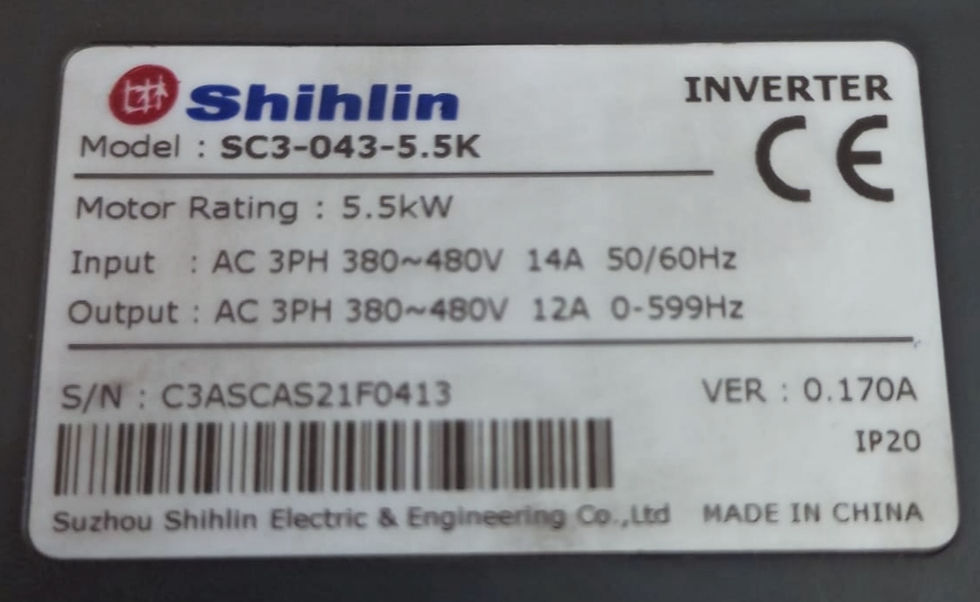 Shihlin INVERTER
Model : SC3-043-5.5K CE
Motor Rating : 5.5kW
Input : AC 3PH 380~480V 14A 50/60Hz
Output : AC 3PH 380~480V 12A 0-599Hz
S/N : C3ASCAS21F0413 VER : 0.170A
IP20
Suzhou Shihlin Electric & Engineering Co.,Ltd MADE IN CHINA